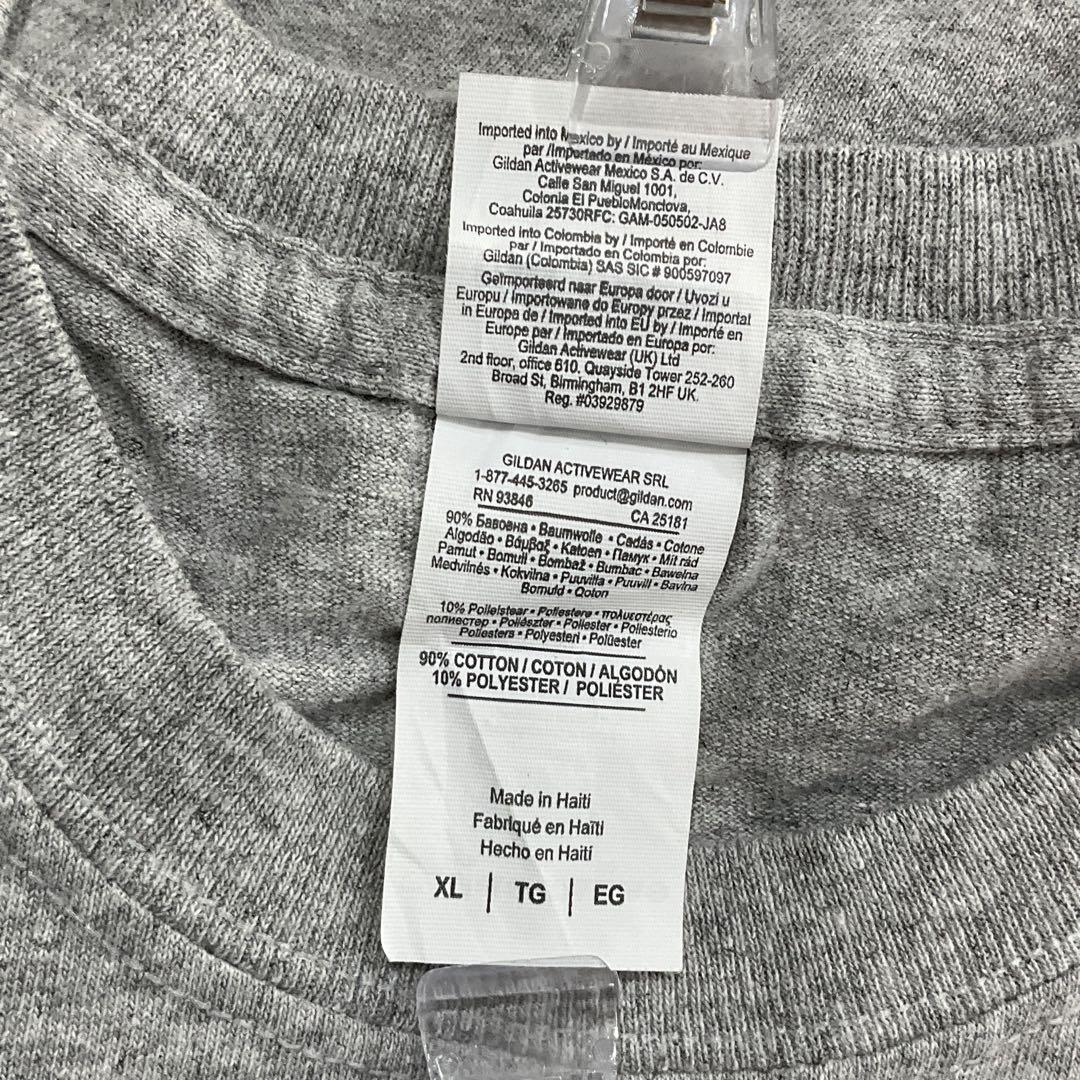 Imported into Mexico by / Importé au Mexique
par /Importado en México por:
Gildan Activewear Mexico S.A. de C.V.
Calle San Miguel 1001,
Colonia El PuebloMonclova,
Coahuila 25730RFC: GAM-050502-JA8
Imported into Colombia by / Importé en Colombie
par / Importado en Colombia por:
Gildan (Colombia) SAS SIC # 900597097
Geïmporteerd naar Europa door / Uvozi u
Europu / Importowane do Europy przez / Importat
in Europa de / Imported into EU by / Importé en
Europe par / Importado en Europa por:
Gildan Activewear (UK) Ltd
2nd floor, office 610, Quayside Tower 252-260
Broad St, Birmingham, B1 2HF UK.
Reg. #03929879
GILDAN ACTIVEWEAR SRL
1-877-445-3265 product@gildan.com
RN 93846 CA 25181
90% Бавовна • Baumwolle • Cadás • Cotone
Algodão • Βάμβαξ • Katoen • Памук • Mit rád
Pamut • Bomull • Bombaž • Bumbac • Bawełna
Medvilnės • Kokvilna • Puuvilla • Puuvill • Bavlna
Bomuld • Qoton
10% Polielstear • Poliestere • πολυεστέρας
полиестер • Poliészter • Poliester • Poliesterio
Poliesters • Polyesteri • Polüester
90% COTTON / COTON / ALGODÓN
10% POLYESTER / POLIÉSTER
Made in Haiti
Fabriqué en Haïti
Hecho en Haití
XL | TG | EG